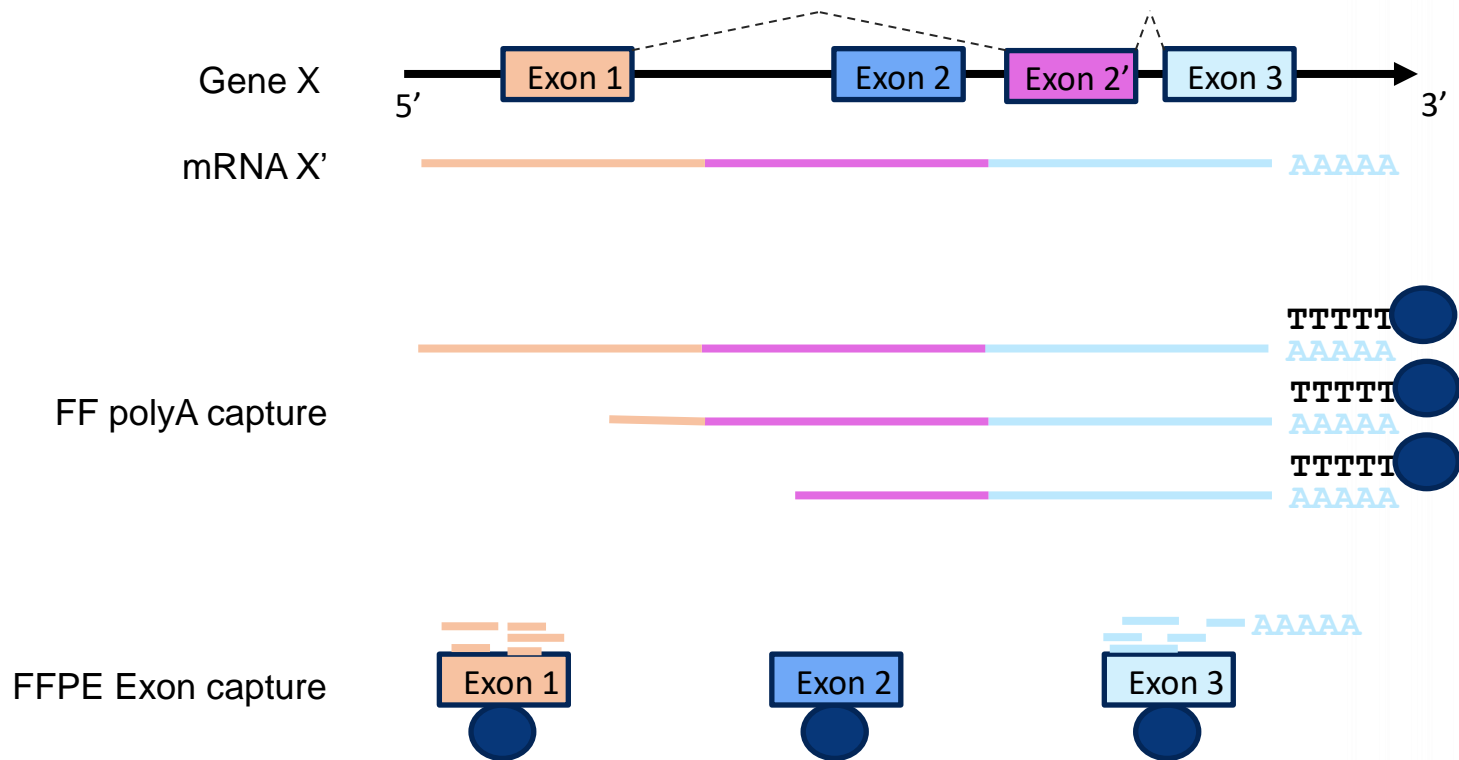 Gene X
Exon 1
Exon 2
Exon 2'
Exon 3
5’
3’
mRNA X’
AAAAA
TTTTT
AAAAA
FF polyA capture
TTTTT
AAAAA
TTTTT
AAAAA
AAAAA
FFPE Exon capture
Exon 1
Exon 2
Exon 3